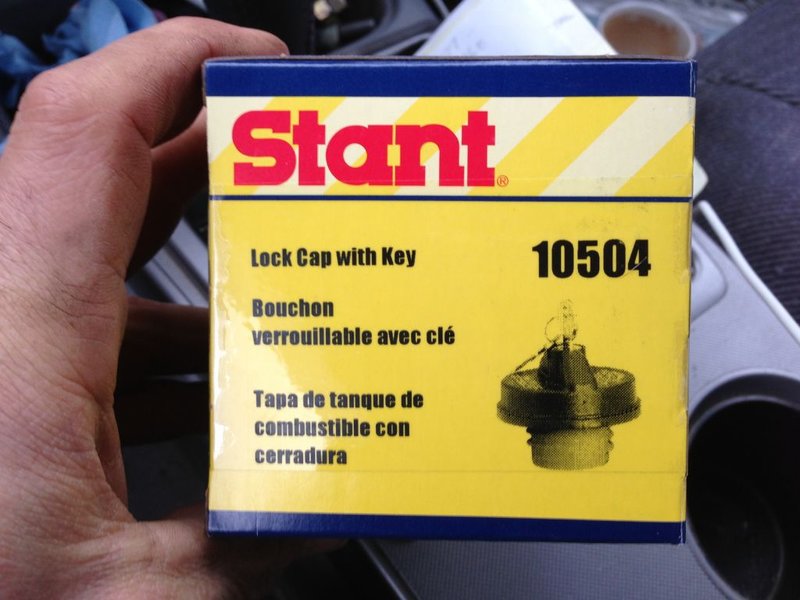 Stant®
Lock Cap with Key
10504
Bouchon
verrouillable avec clé
Tapa de tanque de
combustible con
cerradura